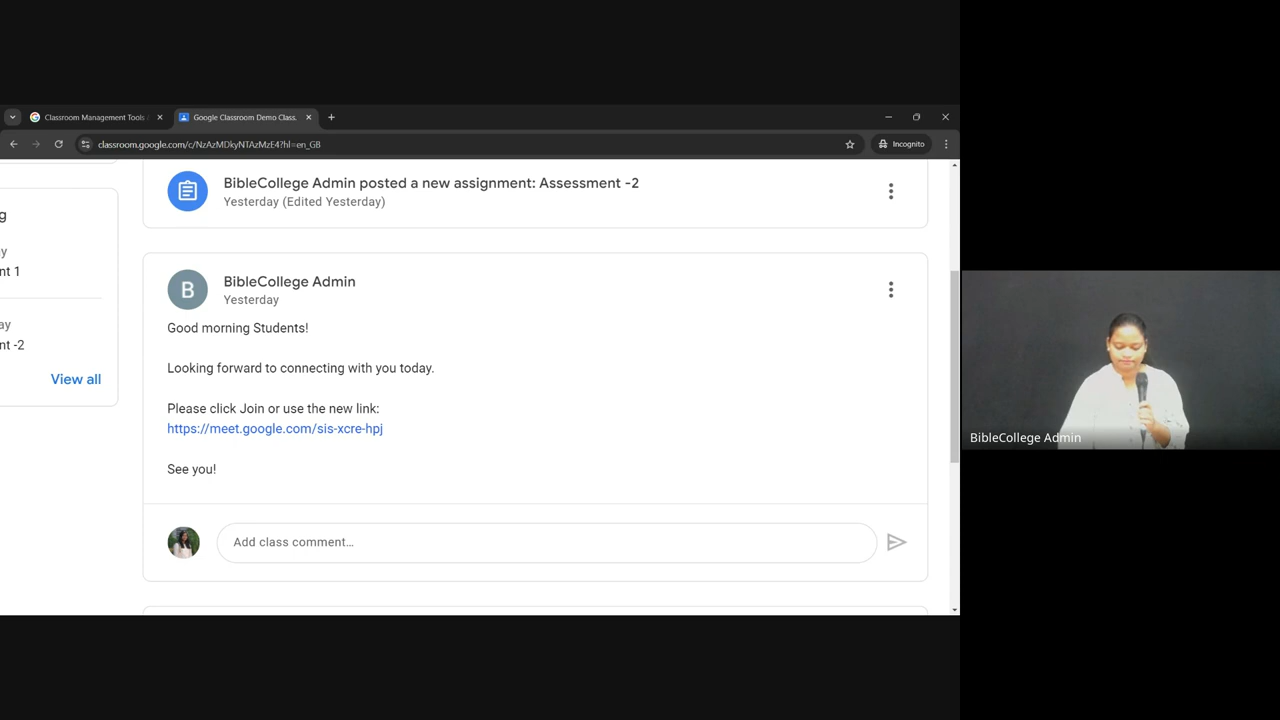 Classroom Management Tools
Google Classroom Demo Class.
classroom.google.com/c/NzAzMDkyNTAzMzE4?hl=en_GB
Incognito
BibleCollege Admin posted a new assignment: Assessment -2
Yesterday (Edited Yesterday)
g
y
nt 1
ay
nt -2
View all
B
BibleCollege Admin
Yesterday
Good morning Students!
Looking forward to connecting with you today.
Please click Join or use the new link:
https://meet.google.com/sis-xcre-hpj
See you!
Add class comment...
BibleCollege Admin